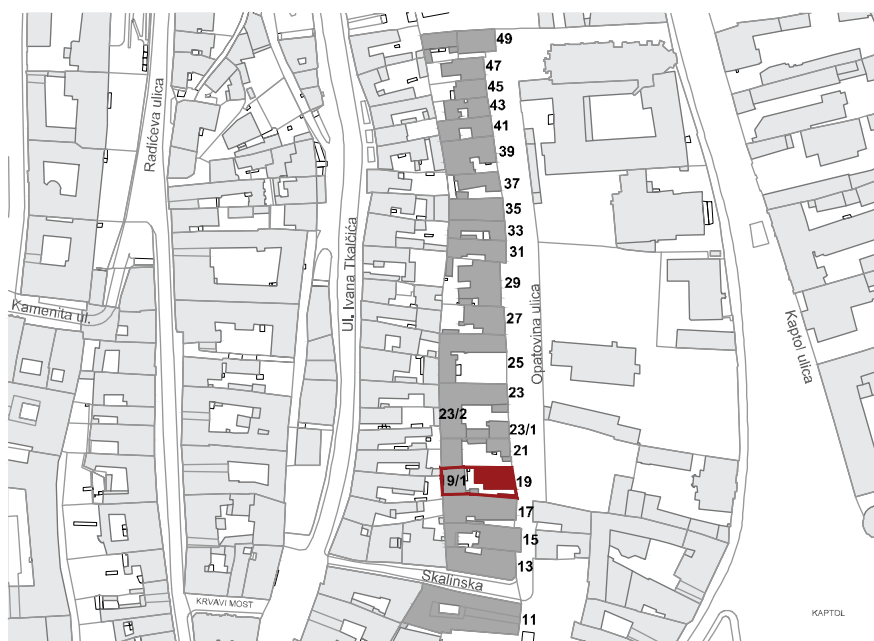 49
47
45
43
41
39
37
35
33
31
29
27
25
23
23/2
23/1
21
9/1
19
17
15
13
11
Radićeva ulica
Ul. Ivana Tkalčića
Kamenita ul.
Opatovina ulica
Kaptol ulica
Skalinska
KRVAVI MOST
KAPTOL